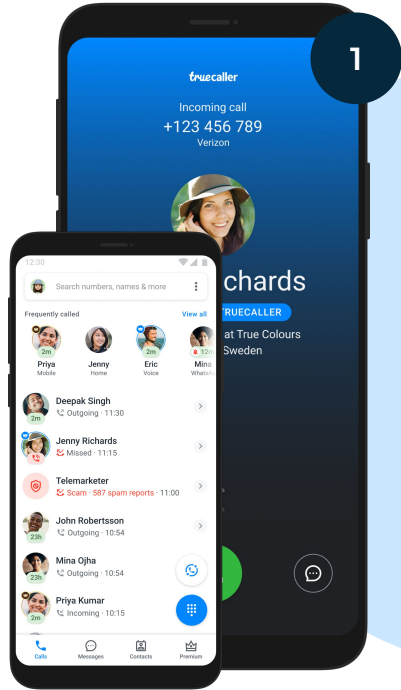 1
truecaller
Incoming call
+123 456 789
Verizon
chards
TRUECALLER
at True Colours
Sweden
12:30
Search numbers, names & more
Frequently called View all
2m 2m 12m
Priya Jenny Eric Mina
Mobile Home Voice WhatsA
Deepak Singh
2m Outgoing · 11:30
Jenny Richards
Missed · 11:15
Telemarketer
Scam · 587 spam reports · 11:00
John Robertsson
23h Outgoing · 10:54
Mina Ojha
23h Outgoing · 10:54
Priya Kumar
2m Incoming · 10:15
Calls Messages Contacts Premium